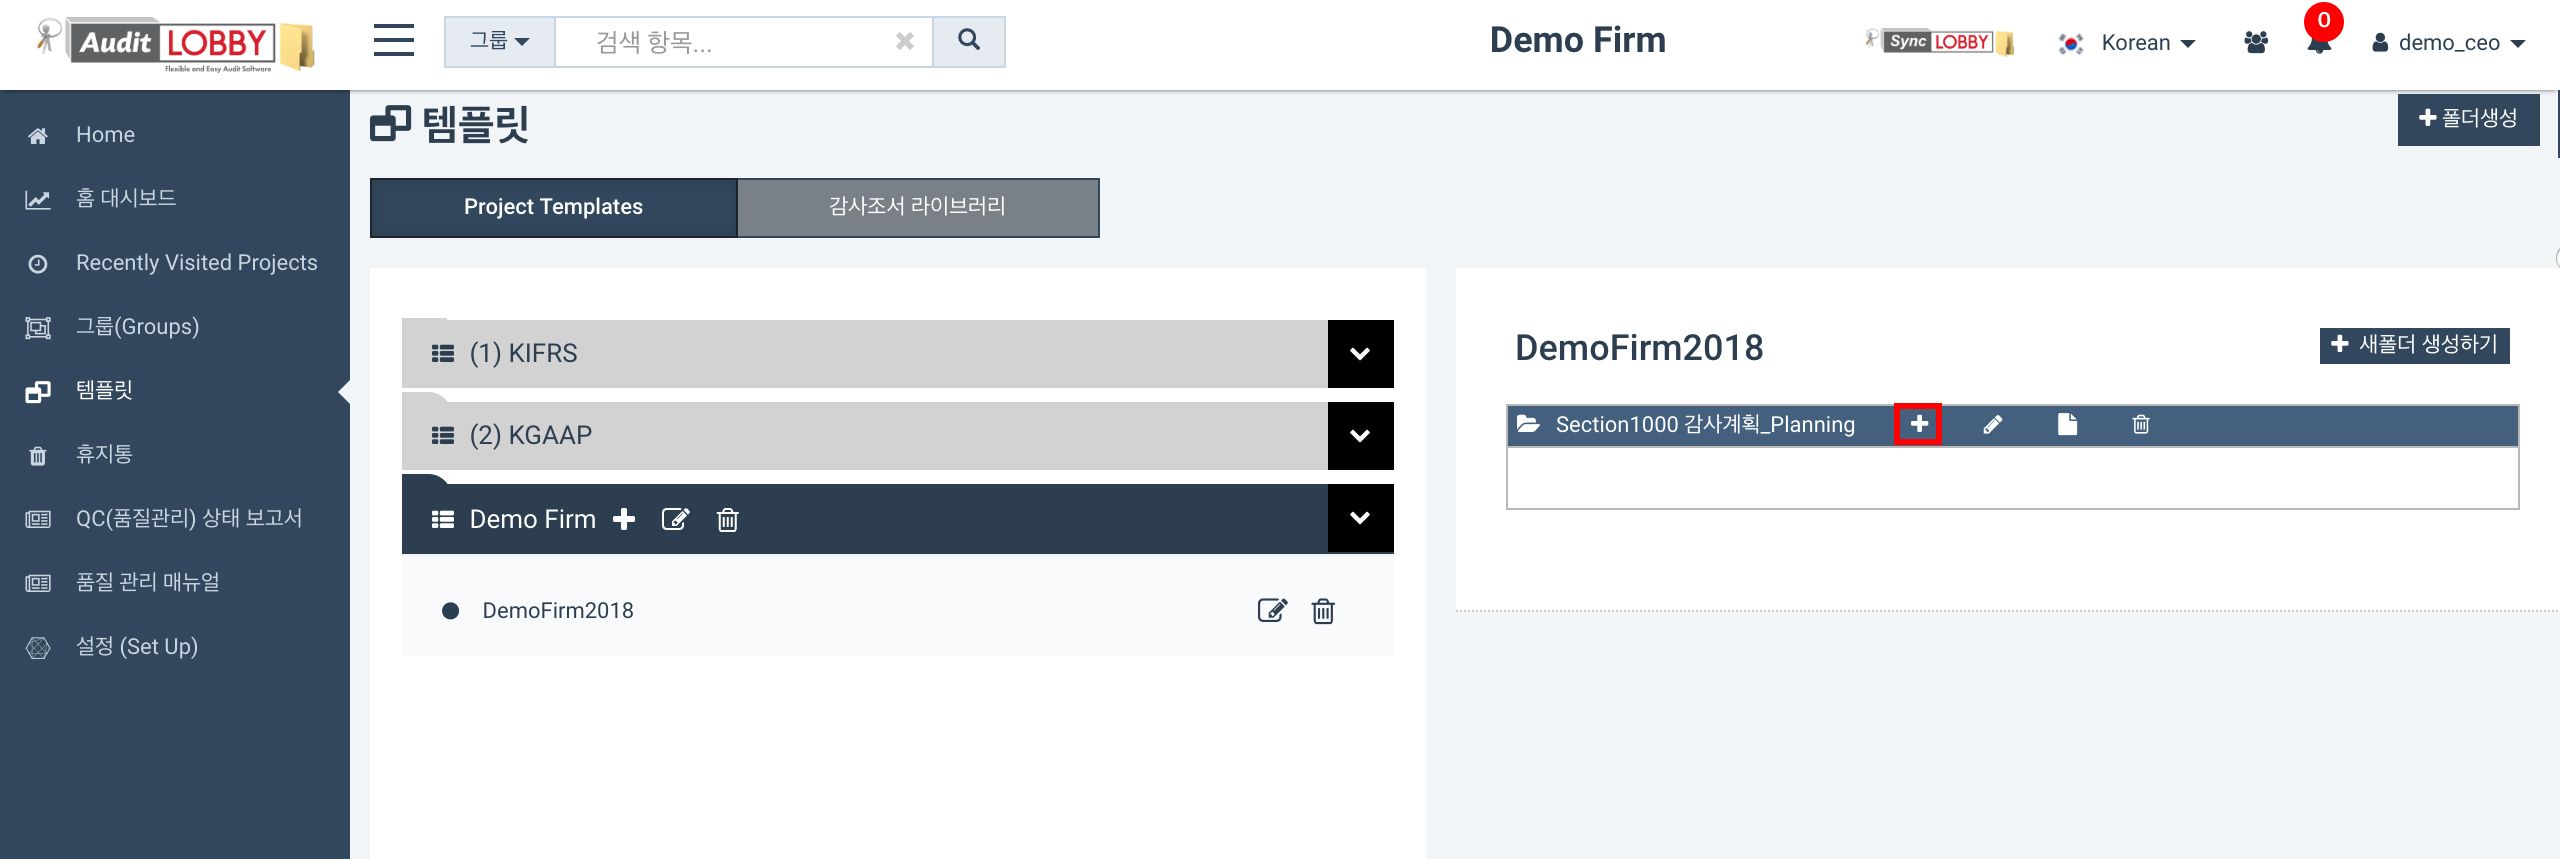 Audit LOBBY
Flexible and Easy Audit Software
그룹
검색 항목...
Demo Firm
Sync LOBBY
Korean
0
demo_ceo
Home
홈 대시보드
Recently Visited Projects
그룹(Groups)
템플릿
휴지통
QC(품질관리) 상태 보고서
품질 관리 매뉴얼
설정 (Set Up)
템플릿
폴더생성
Project Templates
감사조서 라이브러리
(1) KIFRS
(2) KGAAP
Demo Firm
DemoFirm2018
DemoFirm2018
새폴더 생성하기
Section1000 감사계획_Planning